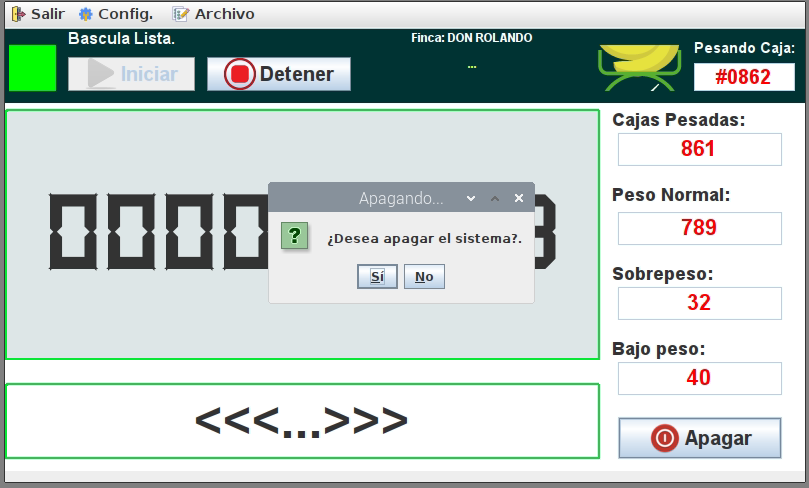 Salir Config. Archivo
Bascula Lista.
Finca: DON ROLANDO
Pesando Caja:
Iniciar
Detener
...
#0862
Cajas Pesadas:
861
Peso Normal:
789
Sobrepeso:
32
Bajo peso:
40
Apagar
0000
Apagando...
¿Desea apagar el sistema?.
Sí No
<<<...>>>